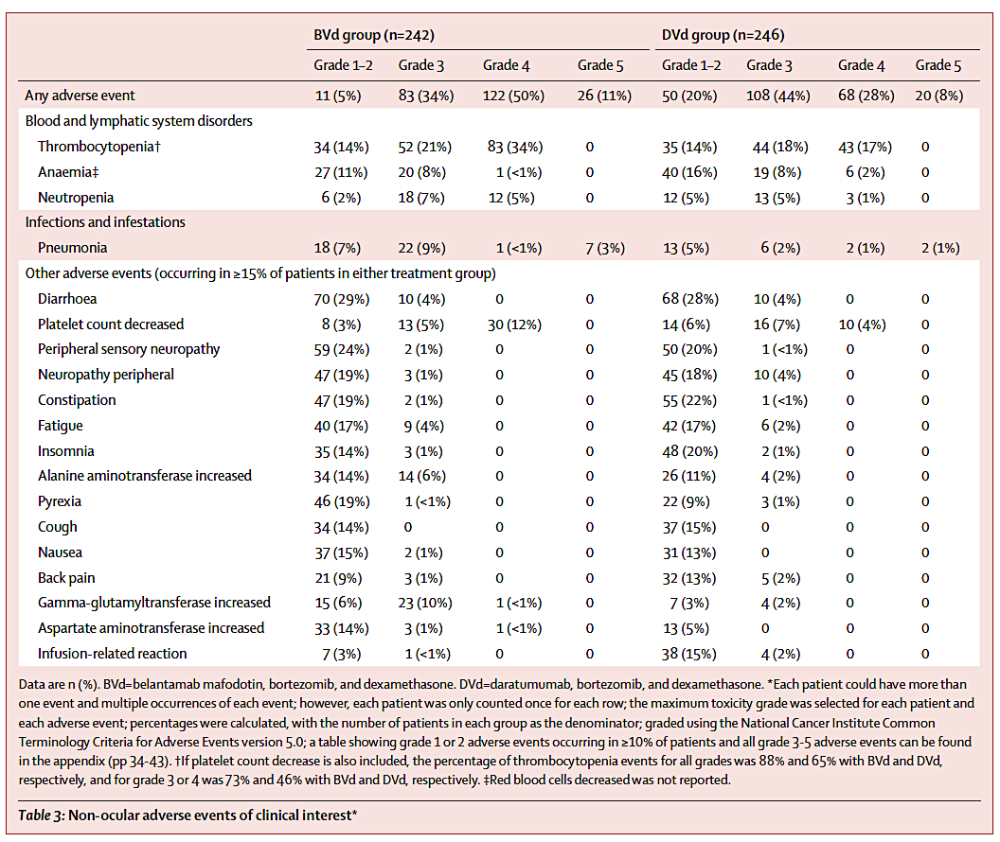 BVd group (n=242) DVd group (n=246)
Grade 1–2 Grade 3 Grade 4 Grade 5 Grade 1–2 Grade 3 Grade 4 Grade 5
Any adverse event 11 (5%) 83 (34%) 122 (50%) 26 (11%) 50 (20%) 108 (44%) 68 (28%) 20 (8%)
Blood and lymphatic system disorders
Thrombocytopenia† 34 (14%) 52 (21%) 83 (34%) 0 35 (14%) 44 (18%) 43 (17%) 0
Anaemia‡ 27 (11%) 20 (8%) 1 (<1%) 0 40 (16%) 19 (8%) 6 (2%) 0
Neutropenia 6 (2%) 18 (7%) 12 (5%) 0 12 (5%) 13 (5%) 3 (1%) 0
Infections and infestations
Pneumonia 18 (7%) 22 (9%) 1 (<1%) 7 (3%) 13 (5%) 6 (2%) 2 (1%) 2 (1%)
Other adverse events (occurring in ≥15% of patients in either treatment group)
Diarrhoea 70 (29%) 10 (4%) 0 0 68 (28%) 10 (4%) 0 0
Platelet count decreased 8 (3%) 13 (5%) 30 (12%) 0 14 (6%) 16 (7%) 10 (4%) 0
Peripheral sensory neuropathy 59 (24%) 2 (1%) 0 0 50 (20%) 1 (<1%) 0 0
Neuropathy peripheral 47 (19%) 3 (1%) 0 0 45 (18%) 10 (4%) 0 0
Constipation 47 (19%) 2 (1%) 0 0 55 (22%) 1 (<1%) 0 0
Fatigue 40 (17%) 9 (4%) 0 0 42 (17%) 6 (2%) 0 0
Insomnia 35 (14%) 3 (1%) 0 0 48 (20%) 2 (1%) 0 0
Alanine aminotransferase increased 34 (14%) 14 (6%) 0 0 26 (11%) 4 (2%) 0 0
Pyrexia 46 (19%) 1 (<1%) 0 0 22 (9%) 3 (1%) 0 0
Cough 34 (14%) 0 0 0 37 (15%) 0 0 0
Nausea 37 (15%) 2 (1%) 0 0 31 (13%) 0 0 0
Back pain 21 (9%) 3 (1%) 0 0 32 (13%) 5 (2%) 0 0
Gamma-glutamyltransferase increased 15 (6%) 23 (10%) 1 (<1%) 0 7 (3%) 4 (2%) 0 0
Aspartate aminotransferase increased 33 (14%) 3 (1%) 1 (<1%) 0 13 (5%) 0 0 0
Infusion-related reaction 7 (3%) 1 (<1%) 0 0 38 (15%) 4 (2%) 0 0
Data are n (%). BVd=belantamab mafodotin, bortezomib, and dexamethasone. DVd=daratumumab, bortezomib, and dexamethasone. *Each patient could have more than
one event and multiple occurrences of each event; however, each patient was only counted once for each row; the maximum toxicity grade was selected for each patient and
each adverse event; percentages were calculated, with the number of patients in each group as the denominator; graded using the National Cancer Institute Common
Terminology Criteria for Adverse Events version 5.0; a table showing grade 1 or 2 adverse events occurring in ≥10% of patients and all grade 3-5 adverse events can be found
in the appendix (pp 34-43). †If platelet count decrease is also included, the percentage of thrombocytopenia events for all grades was 88% and 65% with BVd and DVd,
respectively, and for grade 3 or 4 was 73% and 46% with BVd and DVd, respectively. ‡Red blood cells decreased was not reported.
Table 3: Non-ocular adverse events of clinical interest*